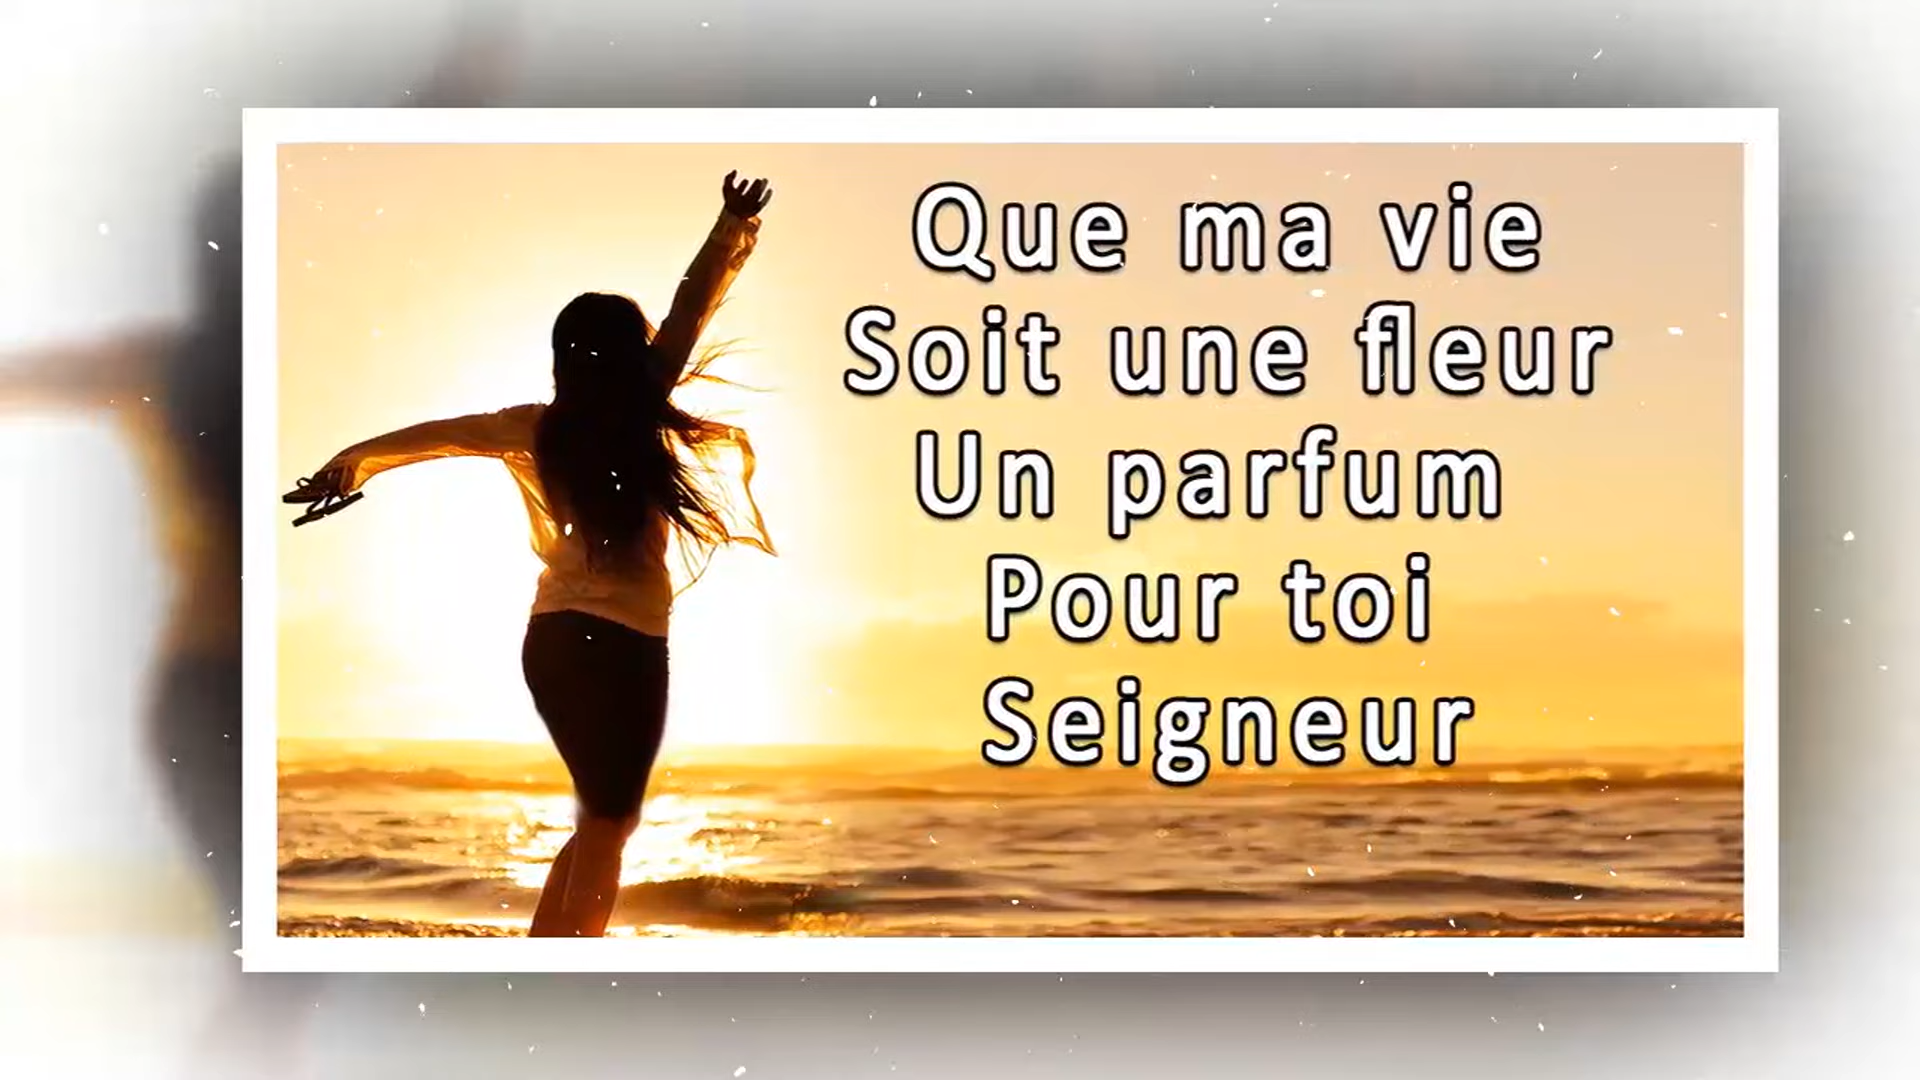 Que ma vie
Soit une fleur
Un parfum
Pour toi
Seigneur